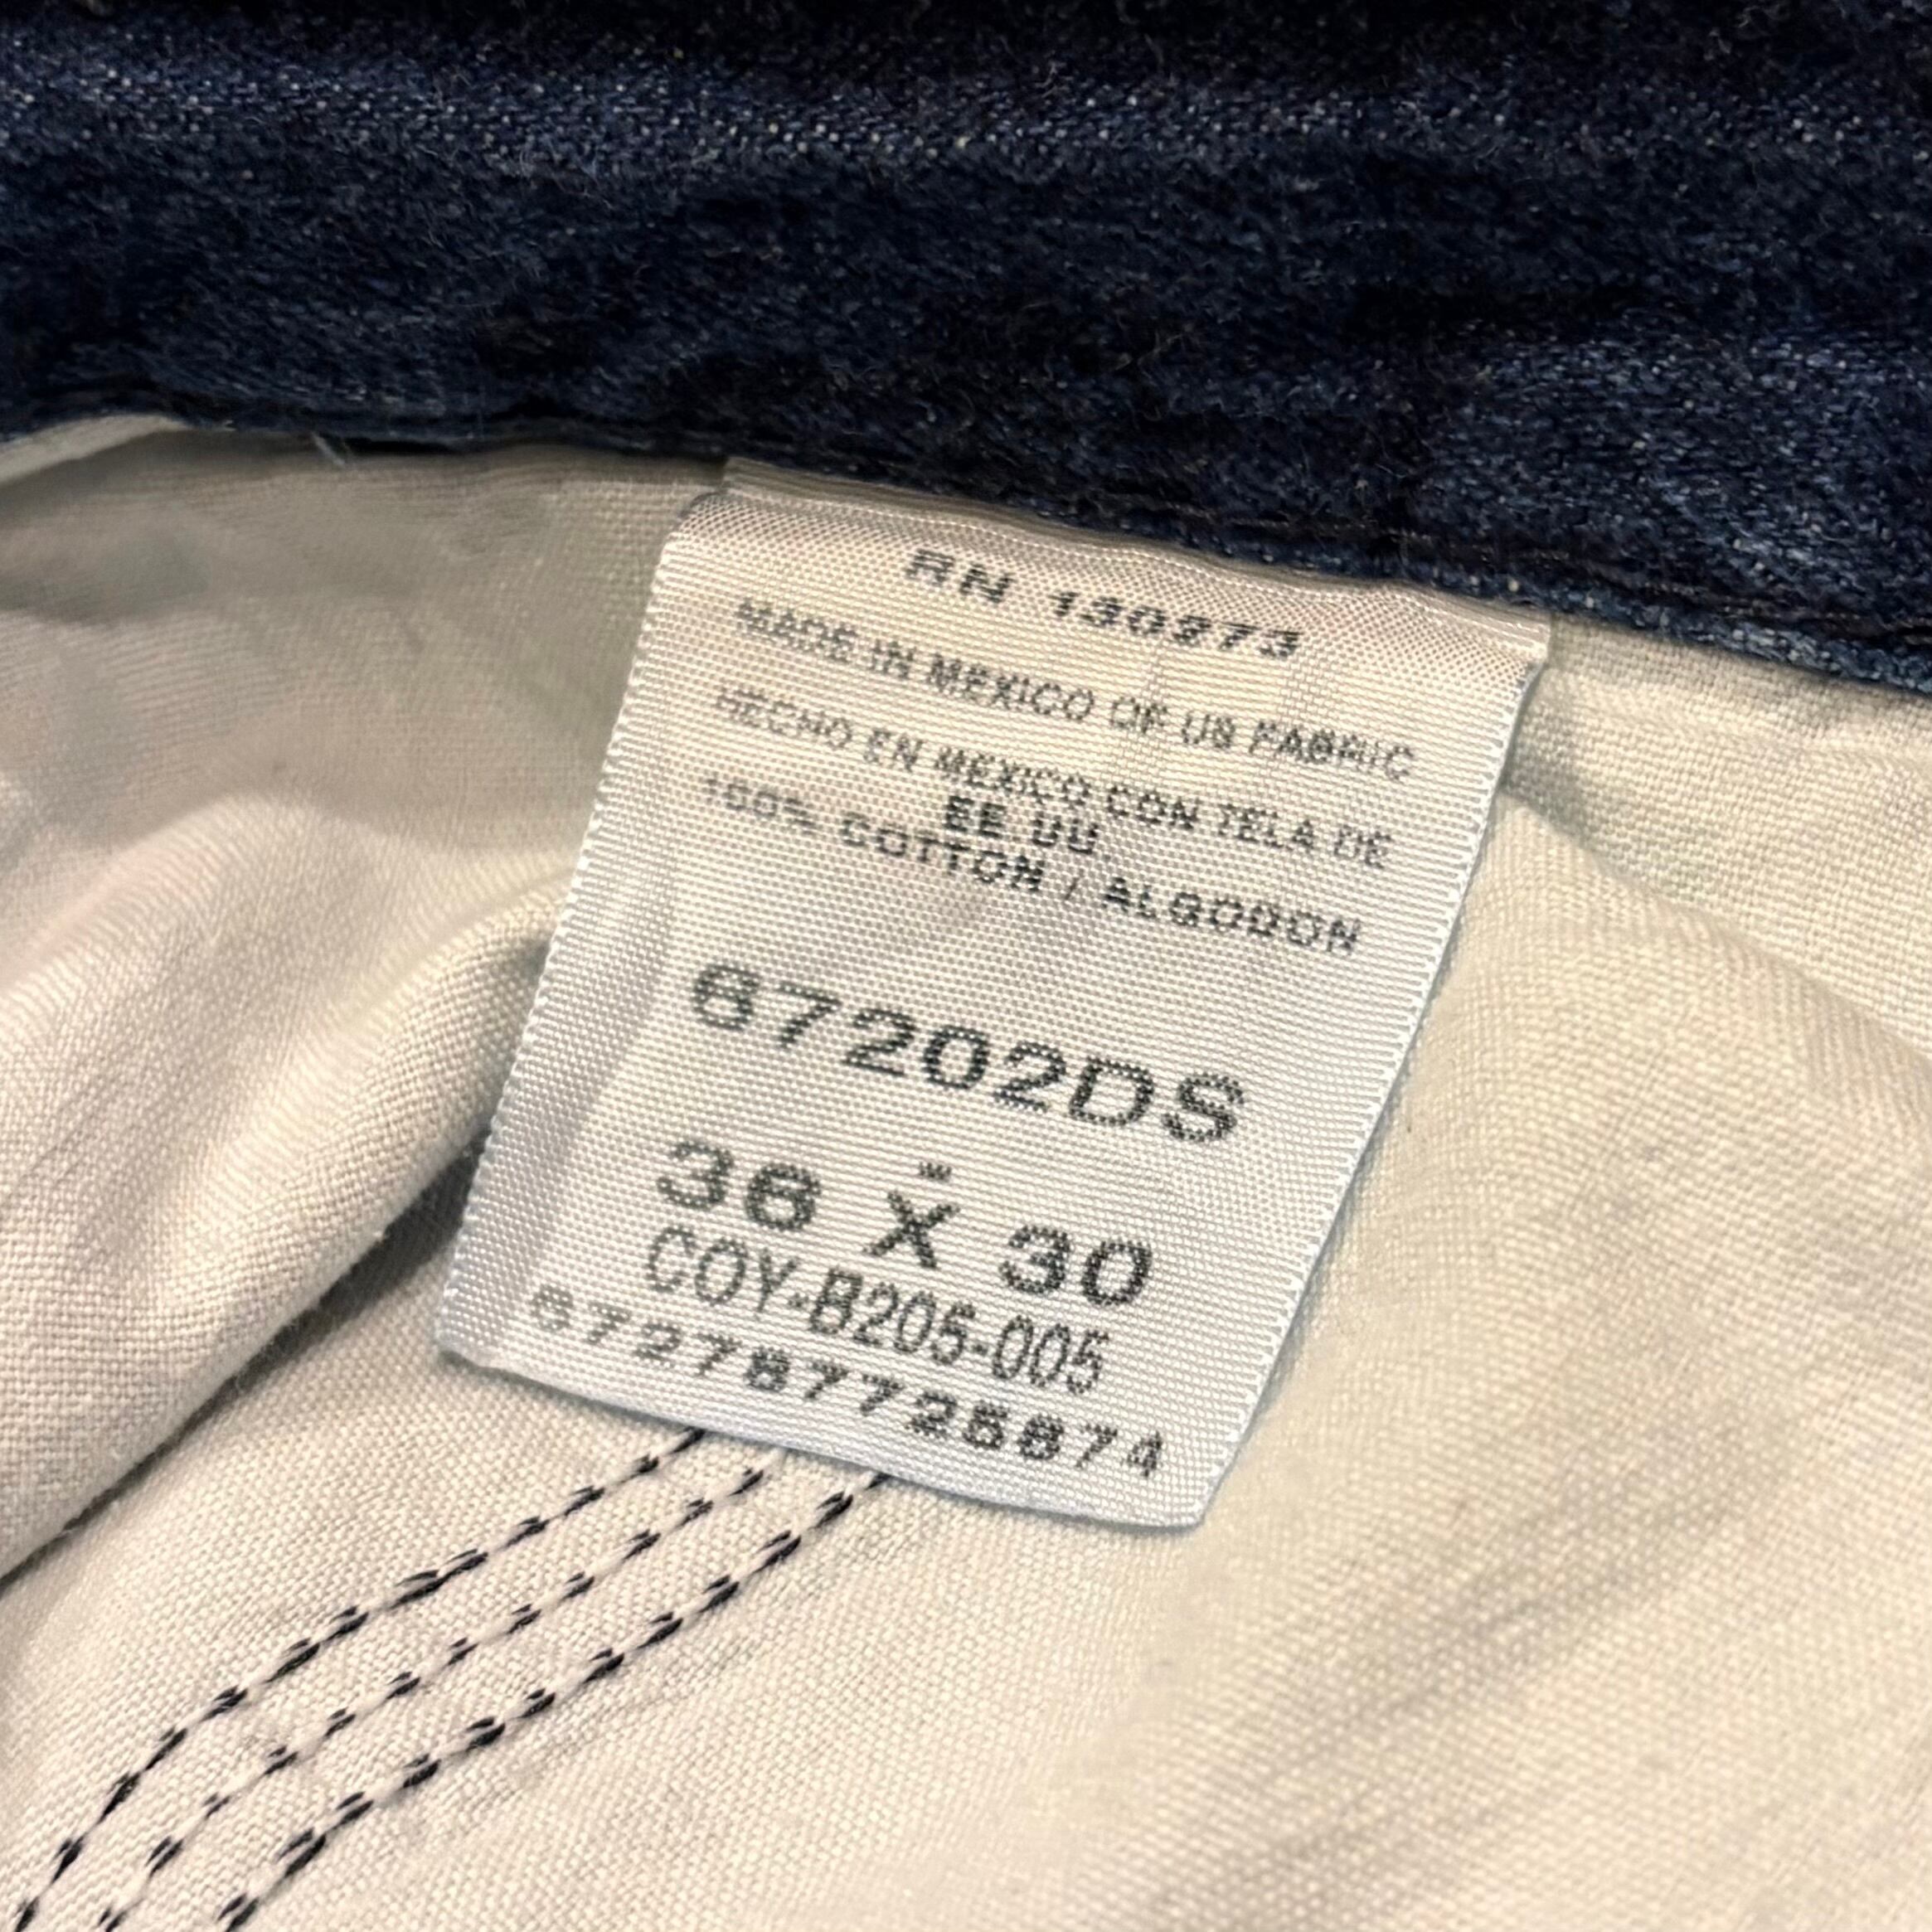 RN 130273
MADE IN MEXICO OF US FABRIC
HECHO EN MEXICO CON TELA DE
EE UU
100% COTTON / ALGODON
67202DS
W
36 X 30
COY-B205-005
672787725674